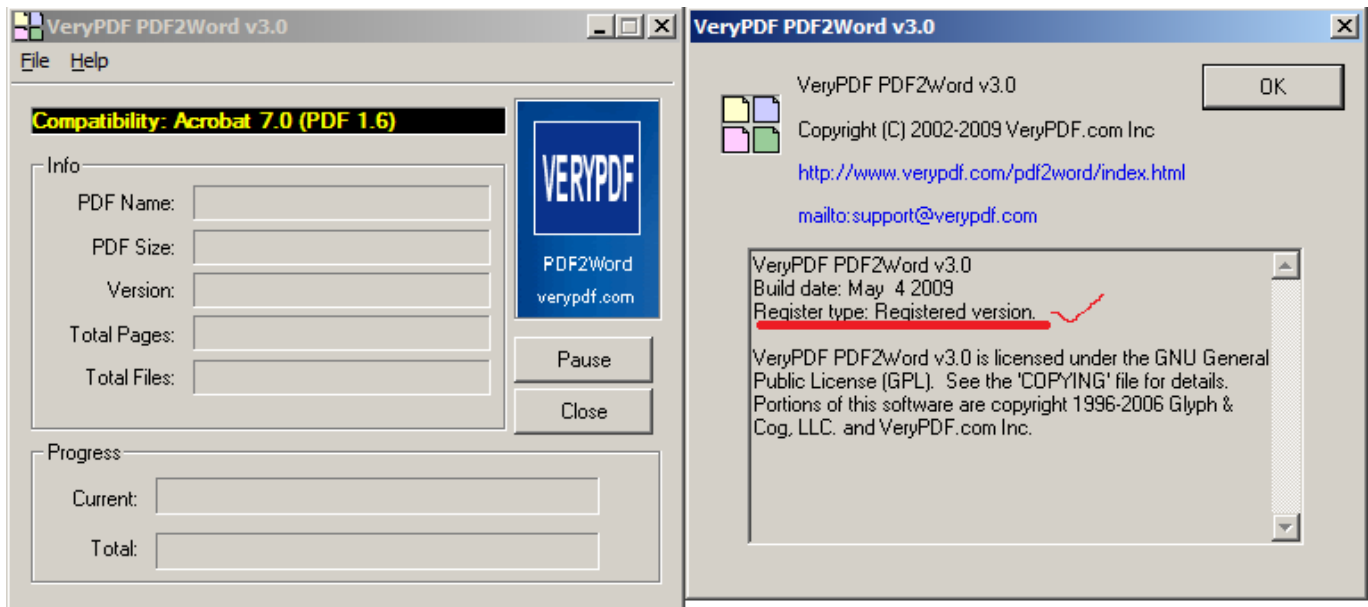 VeryPDF PDF2Word v3.0
File Help
Compatibility: Acrobat 7.0 (PDF 1.6)
Info
PDF Name:
PDF Size:
Version:
Total Pages:
Total Files:
VERYPDF
PDF2Word
verypdf.com
Pause
Close
Progress
Current:
Total:
VeryPDF PDF2Word v3.0
VeryPDF PDF2Word v3.0
OK
Copyright (C) 2002-2009 VeryPDF.com Inc
http://www.verypdf.com/pdf2word/index.html
mailto:support@verypdf.com
VeryPDF PDF2Word v3.0
Build date: May  4 2009
Register type: Registered version.
VeryPDF PDF2Word v3.0 is licensed under the GNU General
Public License (GPL).  See the 'COPYING' file for details.
Portions of this software are copyright 1996-2006 Glyph &
Cog, LLC. and VeryPDF.com Inc.